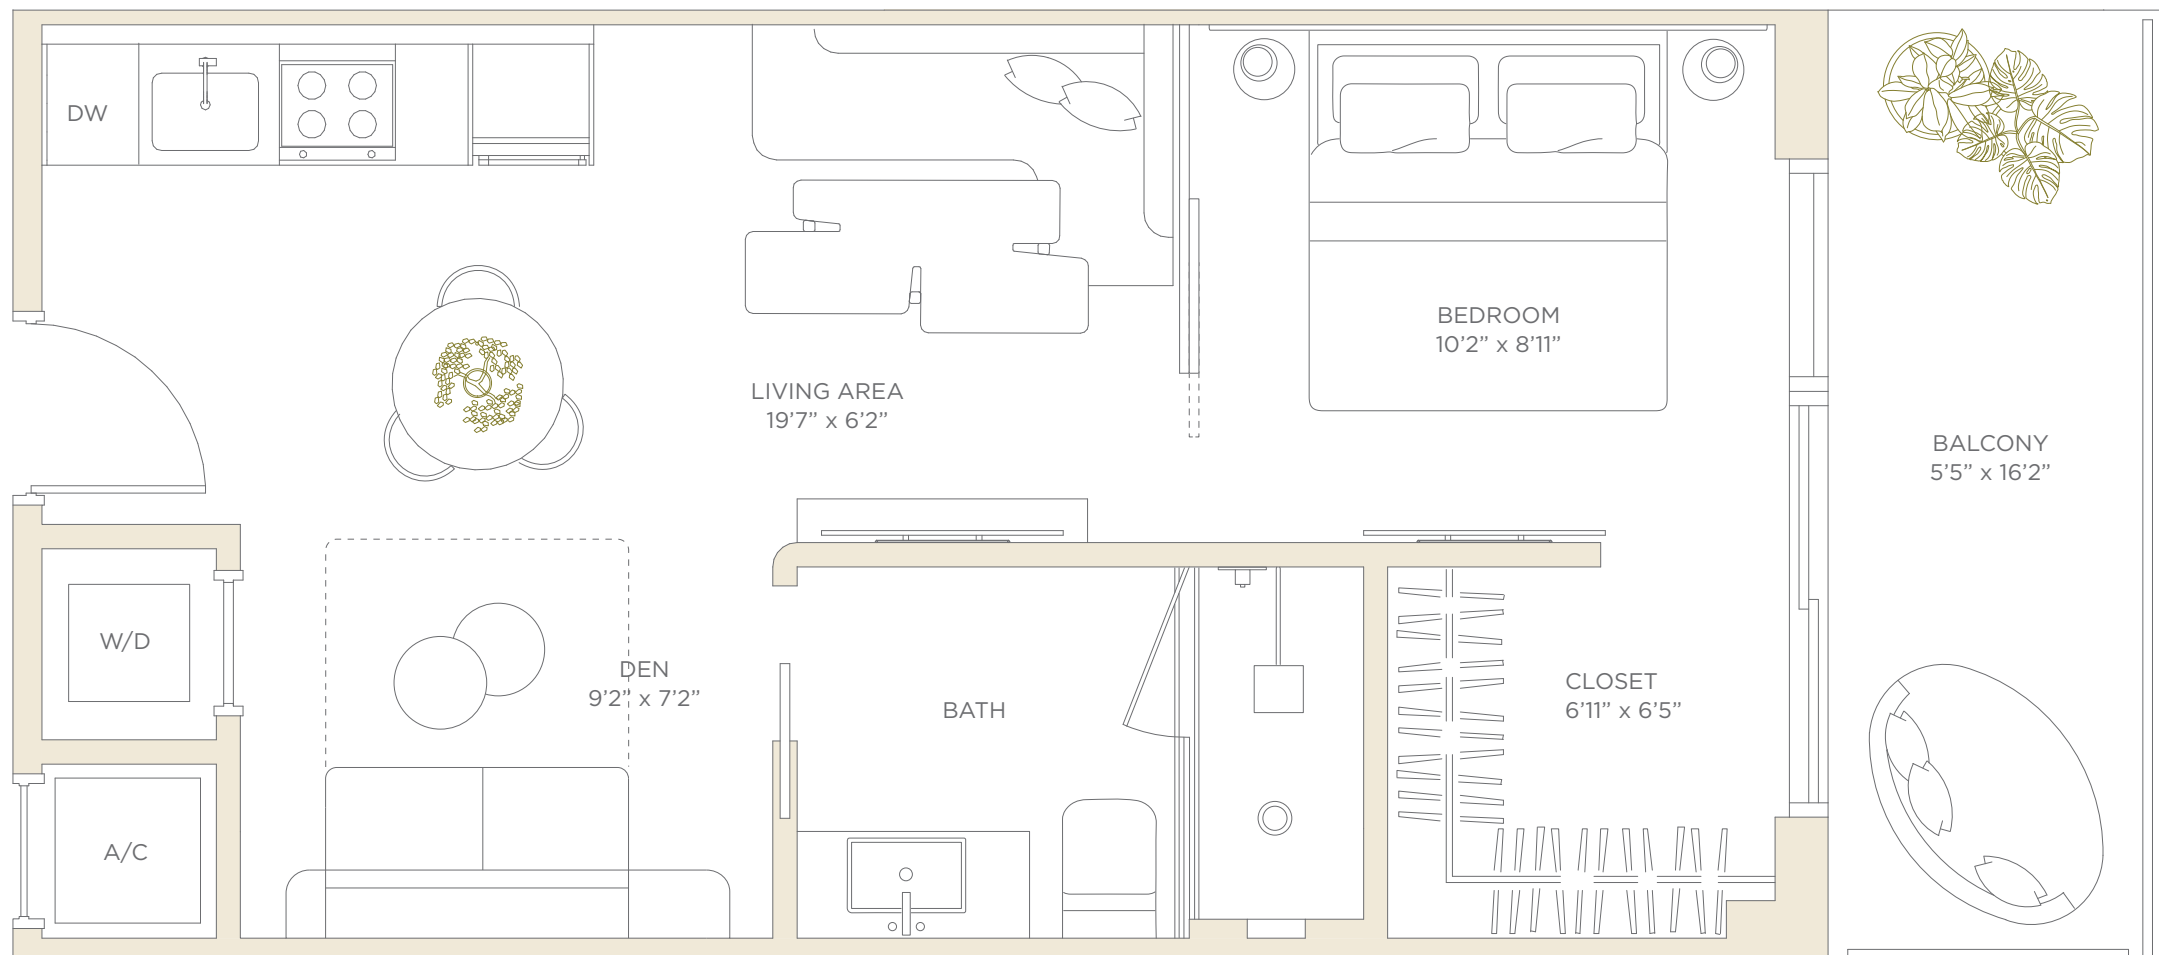 DW
BEDROOM
10’2” x 8’11”
LIVING AREA
19’7” x 6’2”
BALCONY
5’5” x 16’2”
W/D
DEN
9’2” x 7’2”
BATH
CLOSET
6’11” x 6’5”
A/C